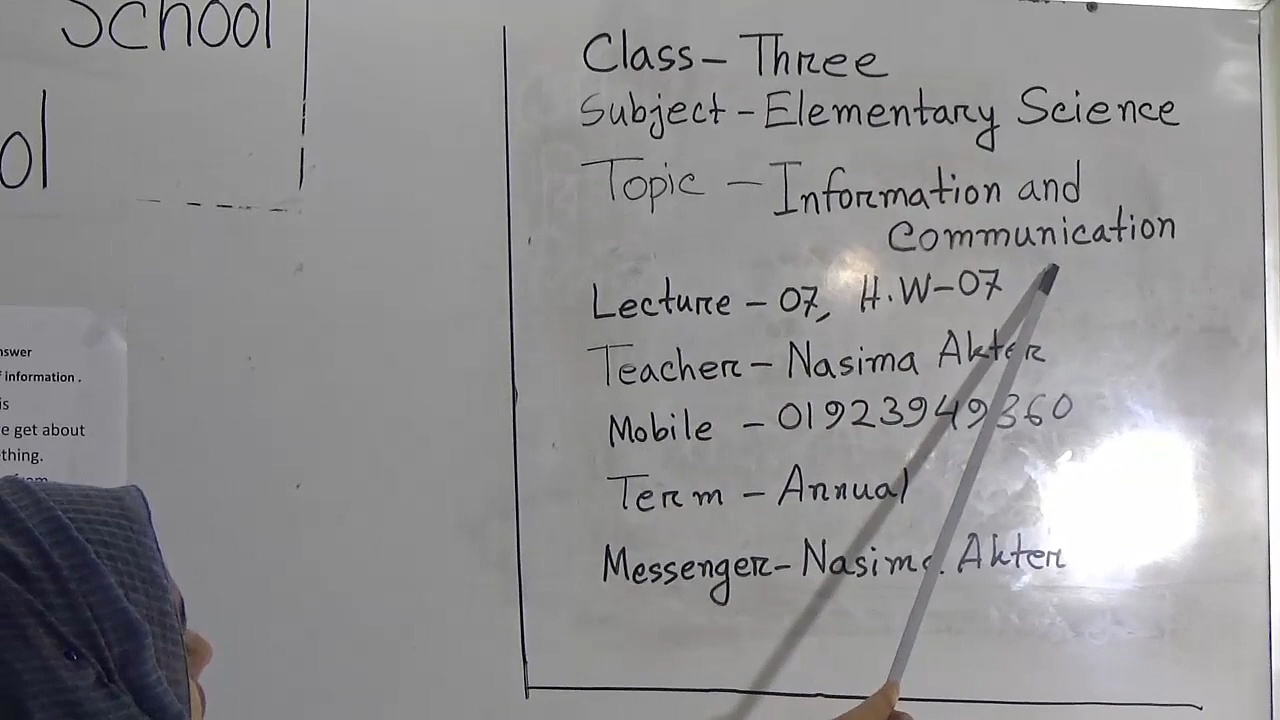 School
ol
Class - Three
Subject - Elementary Science
Topic - Information and
Communication
Lecture - 07, H.W-07
Teacher - Nasima Akter
Mobile - 01923949360
Term - Annual
Messenger - Nasima Akter
nswer
information.
is
e get about
thing.